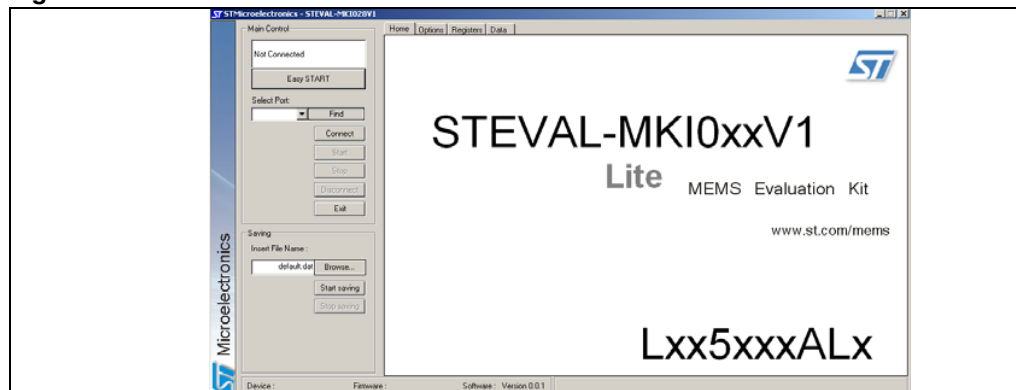 STMicroelectronics - STEVAL-MKI028V1
Main Control
Not Connected
Easy START
Select Port:
Find
Connect
Start
Stop
Disconnect
Exit
Saving
Insert File Name :
default.dat
Browse...
Start saving
Stop saving
Microelectronics
ST
Home
Options
Registers
Data
ST
STEVAL-MKI0xxV1
Lite
MEMS Evaluation Kit
www.st.com/mems
Lxx5xxxALx
Device :
Firmware :
Software : Version 0.0.1